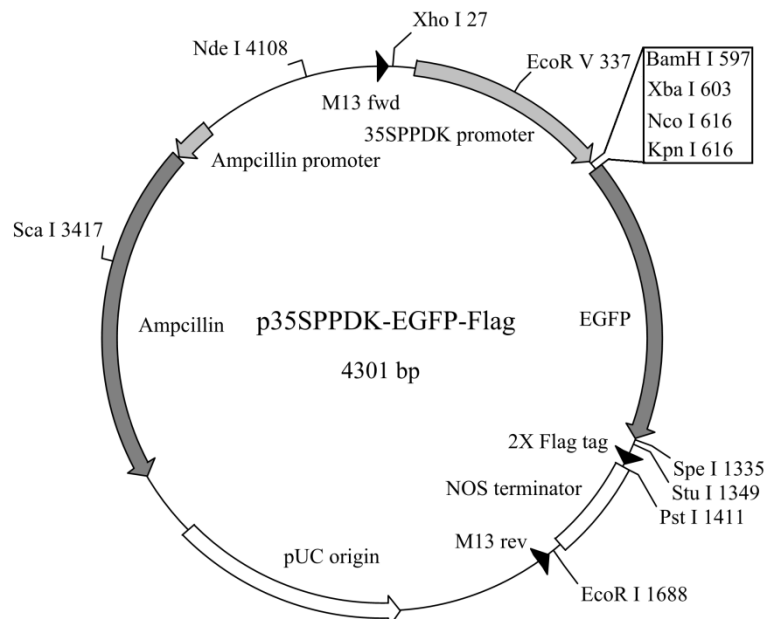 Xho I 27
Nde I 4108
EcoR V 337
BamH I 597
Xba I 603
Nco I 616
Kpn I 616
M13 fwd
35SPPDK promoter
Ampcillin promoter
Sca I 3417
Ampcillin
p35SPPDK-EGFP-Flag
4301 bp
EGFP
2X Flag tag
Spe I 1335
Stu I 1349
Pst I 1411
NOS terminator
M13 rev
EcoR I 1688
pUC origin